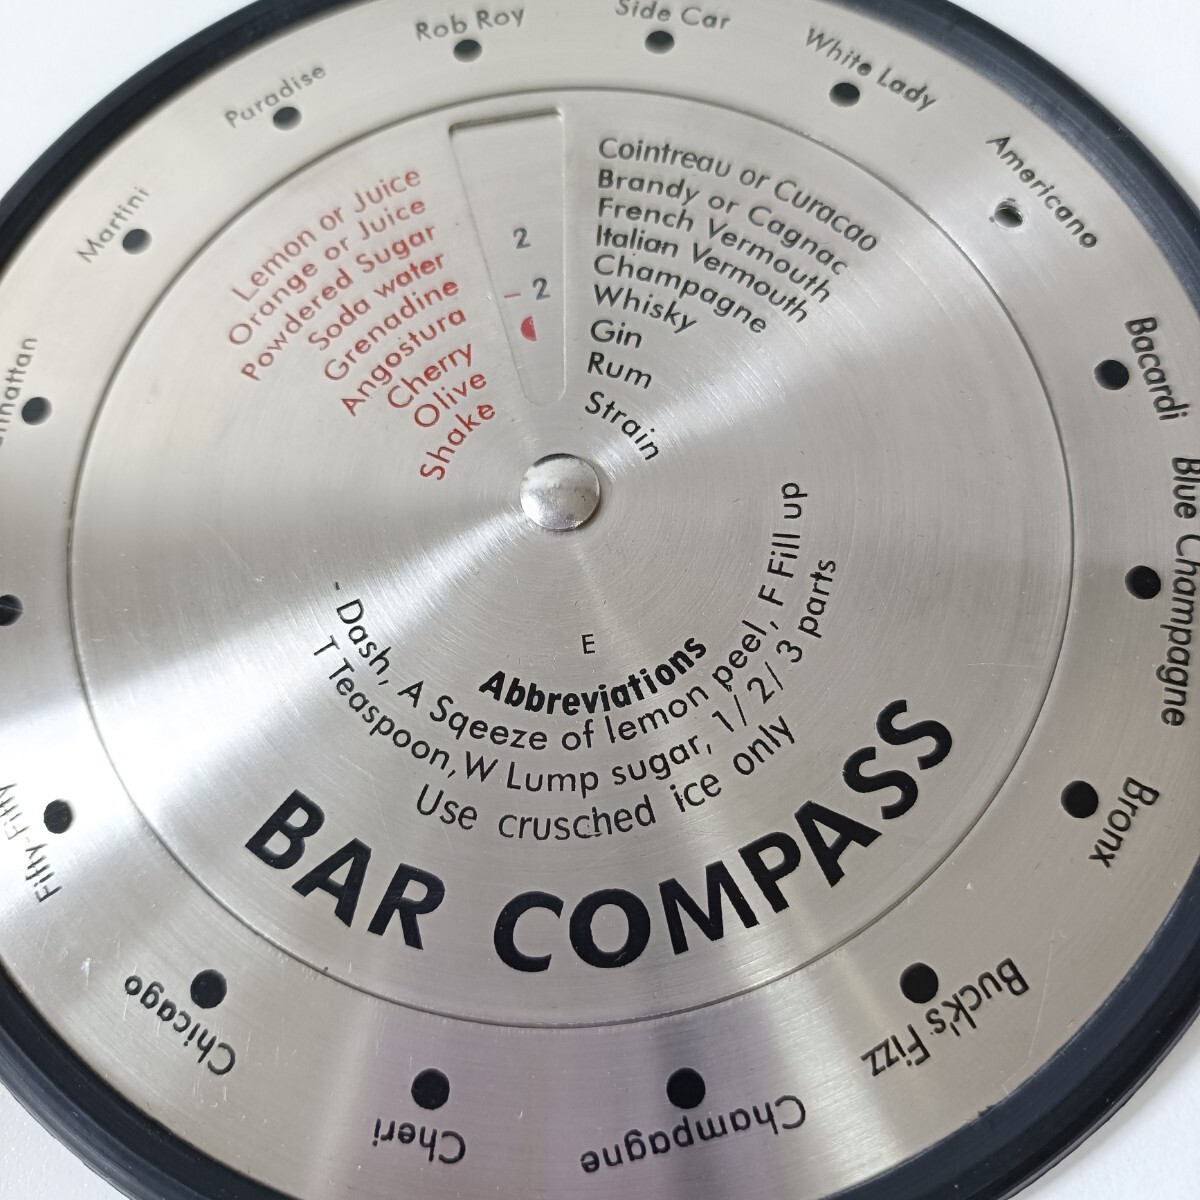 Rob Roy
Side Car
White Lady
Americano
Bacardi
Blue Champagne
Bronx
Buck's Fizz
Champagne
Cheri
Chicago
Fifty-Fifty
Martini
Puradise
Lemon or Juice
Orange or Juice
Powdered Sugar
Soda water
Grenadine
Angostura
Cherry
Olive
Shake
2
- 2
Cointreau or Curacao
Brandy or Cagnac
French Vermouth
Italian Vermouth
Champagne
Whisky
Gin
Rum
Strain
E
Abbreviations
- Dash, A Sqeeze of lemon peel, F Fill up
T Teaspoon, W Lump sugar, 1/ 2/ 3 parts
Use crusched ice only
BAR COMPASS